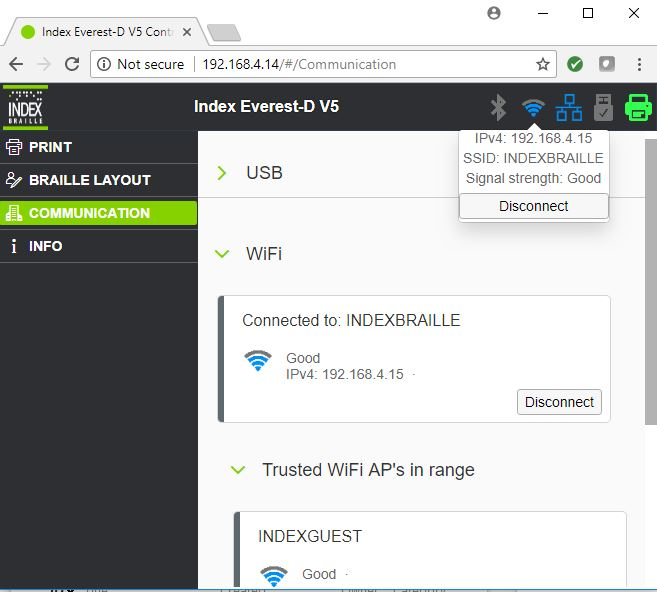 Index Everest-D V5 Contr
Not secure
192.168.4.14/#/Communication
INDEX
BRAILLE
Index Everest-D V5
IPv4: 192.168.4.15
SSID: INDEXBRAILLE
Signal strength: Good
Disconnect
PRINT
BRAILLE LAYOUT
COMMUNICATION
INFO
USB
WiFi
Connected to: INDEXBRAILLE
Good
IPv4: 192.168.4.15 ·
Disconnect
Trusted WiFi AP's in range
INDEXGUEST
Good ·